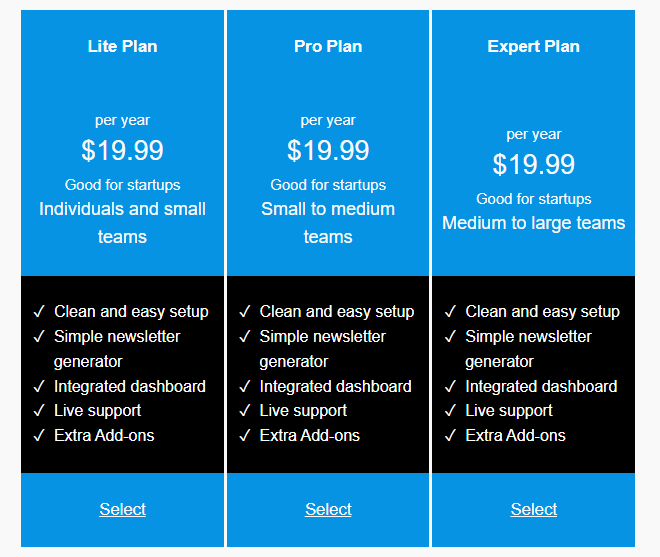 Lite Plan
per year
$19.99
Good for startups
Individuals and small
teams
✓ Clean and easy setup
✓ Simple newsletter
generator
✓ Integrated dashboard
✓ Live support
✓ Extra Add-ons
Select
Pro Plan
per year
$19.99
Good for startups
Small to medium
teams
✓ Clean and easy setup
✓ Simple newsletter
generator
✓ Integrated dashboard
✓ Live support
✓ Extra Add-ons
Select
Expert Plan
per year
$19.99
Good for startups
Medium to large teams
✓ Clean and easy setup
✓ Simple newsletter
generator
✓ Integrated dashboard
✓ Live support
✓ Extra Add-ons
Select